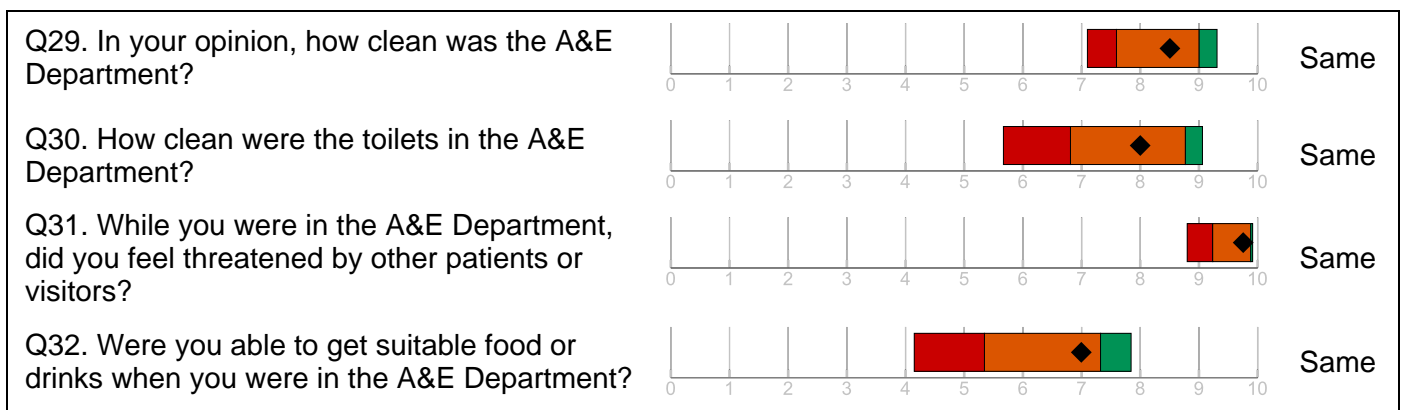 Q29. In your opinion, how clean was the A&E
Department?
Same
0 1 2 3 4 5 6 7 8 9 10
Q30. How clean were the toilets in the A&E
Department?
Same
0 1 2 3 4 5 6 7 8 9 10
Q31. While you were in the A&E Department,
did you feel threatened by other patients or
visitors?
Same
0 1 2 3 4 5 6 7 8 9 10
Q32. Were you able to get suitable food or
drinks when you were in the A&E Department?
Same
0 1 2 3 4 5 6 7 8 9 10